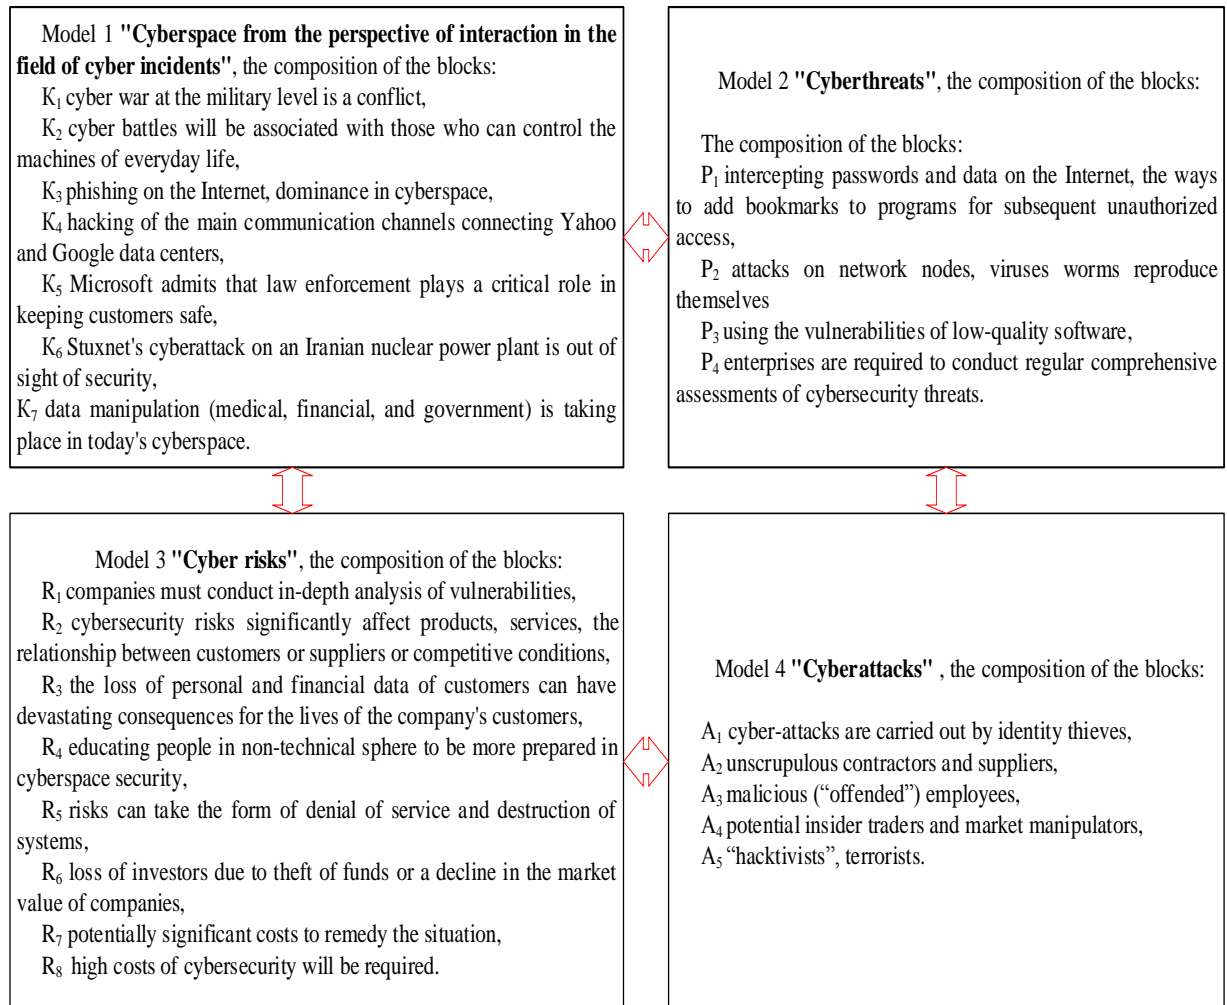 Model 1 "Cyberspace from the perspective of interaction in the
field of cyber incidents", the composition of the blocks:
K₁ cyber war at the military level is a conflict,
K₂ cyber battles will be associated with those who can control the
machines of everyday life,
K₃ phishing on the Internet, dominance in cyberspace,
K₄ hacking of the main communication channels connecting Yahoo
and Google data centers,
K₅ Microsoft admits that law enforcement plays a critical role in
keeping customers safe,
K₆ Stuxnet's cyberattack on an Iranian nuclear power plant is out of
sight of security,
K₇ data manipulation (medical, financial, and government) is taking
place in today's cyberspace.
Model 2 "Cyberthreats", the composition of the blocks:
The composition of the blocks:
P₁ intercepting passwords and data on the Internet, the ways
to add bookmarks to programs for subsequent unauthorized
access,
P₂ attacks on network nodes, viruses worms reproduce
themselves
P₃ using the vulnerabilities of low-quality software,
P₄ enterprises are required to conduct regular comprehensive
assessments of cybersecurity threats.
Model 3 "Cyber risks", the composition of the blocks:
R₁ companies must conduct in-depth analysis of vulnerabilities,
R₂ cybersecurity risks significantly affect products, services, the
relationship between customers or suppliers or competitive conditions,
R₃ the loss of personal and financial data of customers can have
devastating consequences for the lives of the company's customers,
R₄ educating people in non-technical sphere to be more prepared in
cyberspace security,
R₅ risks can take the form of denial of service and destruction of
systems,
R₆ loss of investors due to theft of funds or a decline in the market
value of companies,
R₇ potentially significant costs to remedy the situation,
R₈ high costs of cybersecurity will be required.
Model 4 "Cyberattacks" , the composition of the blocks:
A₁ cyber-attacks are carried out by identity thieves,
A₂ unscrupulous contractors and suppliers,
A₃ malicious (“offended”) employees,
A₄ potential insider traders and market manipulators,
A₅ “hacktivists”, terrorists.